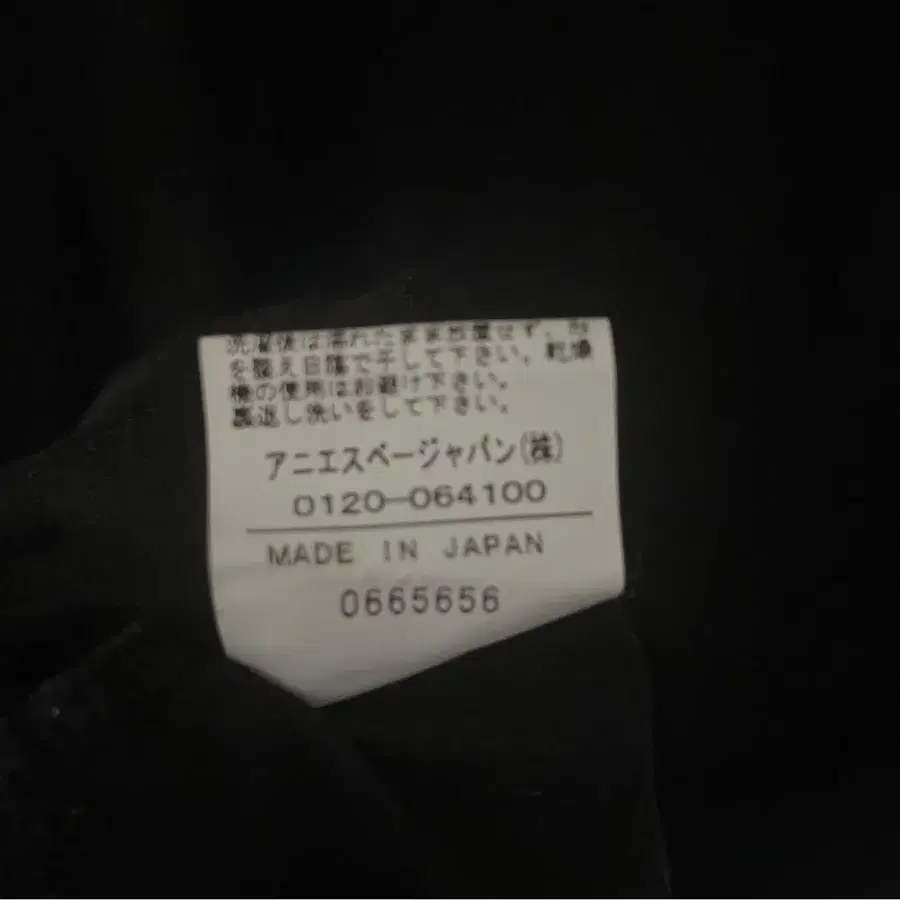 洗濯後は濡れたまま放置せず、形
を整え日陰で干して下さい。乾燥
機の使用はお避け下さい。
裏返し洗いをして下さい。
アニエスベージャパン(株)
0120-064100
MADE IN JAPAN
0665656